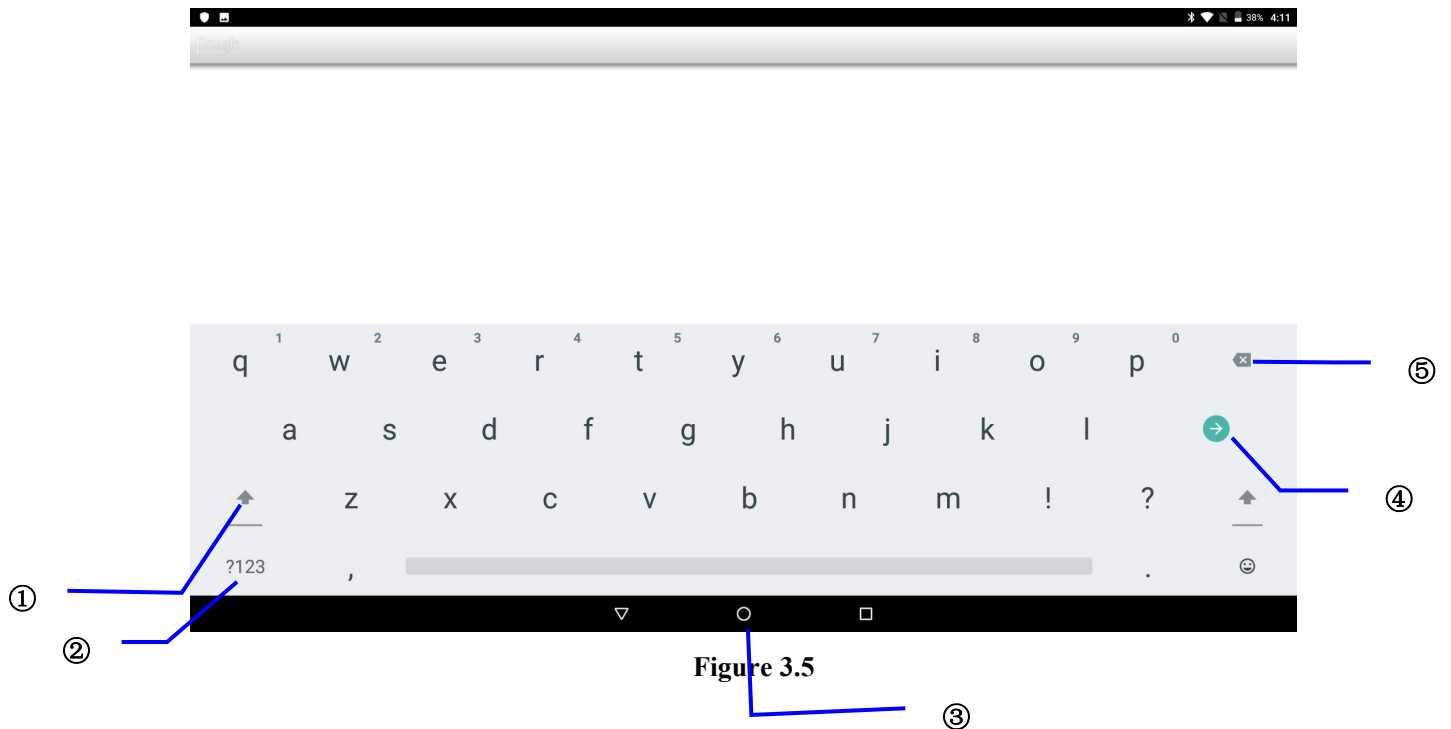 38% 4:11
Google
1 2 3 4 5 6 7 8 9 0
q w e r t y u i o p
⑤
a s d f g h j k l
④
z x c v b n m ! ?
?123 , .
①
②
Figure 3.5
③